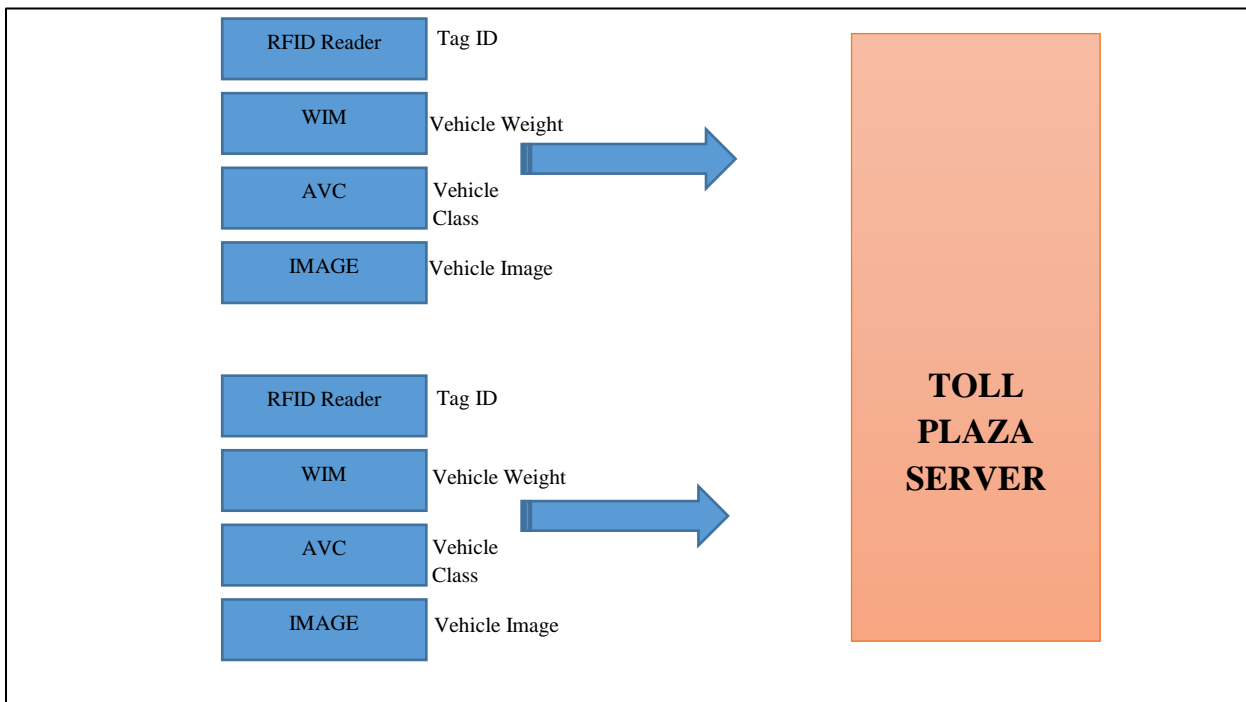 RFID Reader
Tag ID
WIM
Vehicle Weight
AVC
Vehicle
Class
IMAGE
Vehicle Image
RFID Reader
Tag ID
WIM
Vehicle Weight
AVC
Vehicle
Class
IMAGE
Vehicle Image
TOLL
PLAZA
SERVER